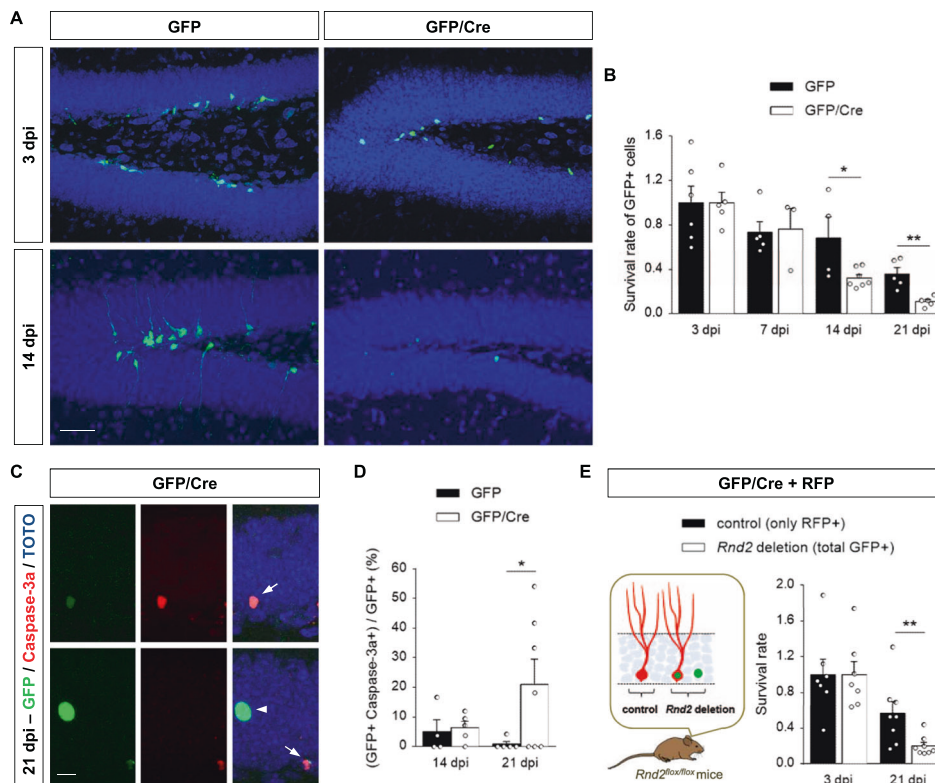 A
GFP
GFP/Cre
3 dpi
14 dpi
B
GFP
GFP/Cre
Survival rate of GFP+ cells
1.6
1.2
0.8
0.4
0.0
*
**
3 dpi
7 dpi
14 dpi
21 dpi
C
GFP/Cre
21 dpi – GFP / Caspase-3a / TOTO
D
GFP
GFP/Cre
(GFP+ Caspase-3a+) / GFP+ (%)
60
50
40
30
20
10
0
*
14 dpi
21 dpi
E
GFP/Cre + RFP
control (only RFP+)
Rnd2 deletion (total GFP+)
control
Rnd2 deletion
Rnd2flox/flox mice
Survival rate
2.0
1.6
1.2
0.8
0.4
0.0
**
3 dpi
21 dpi